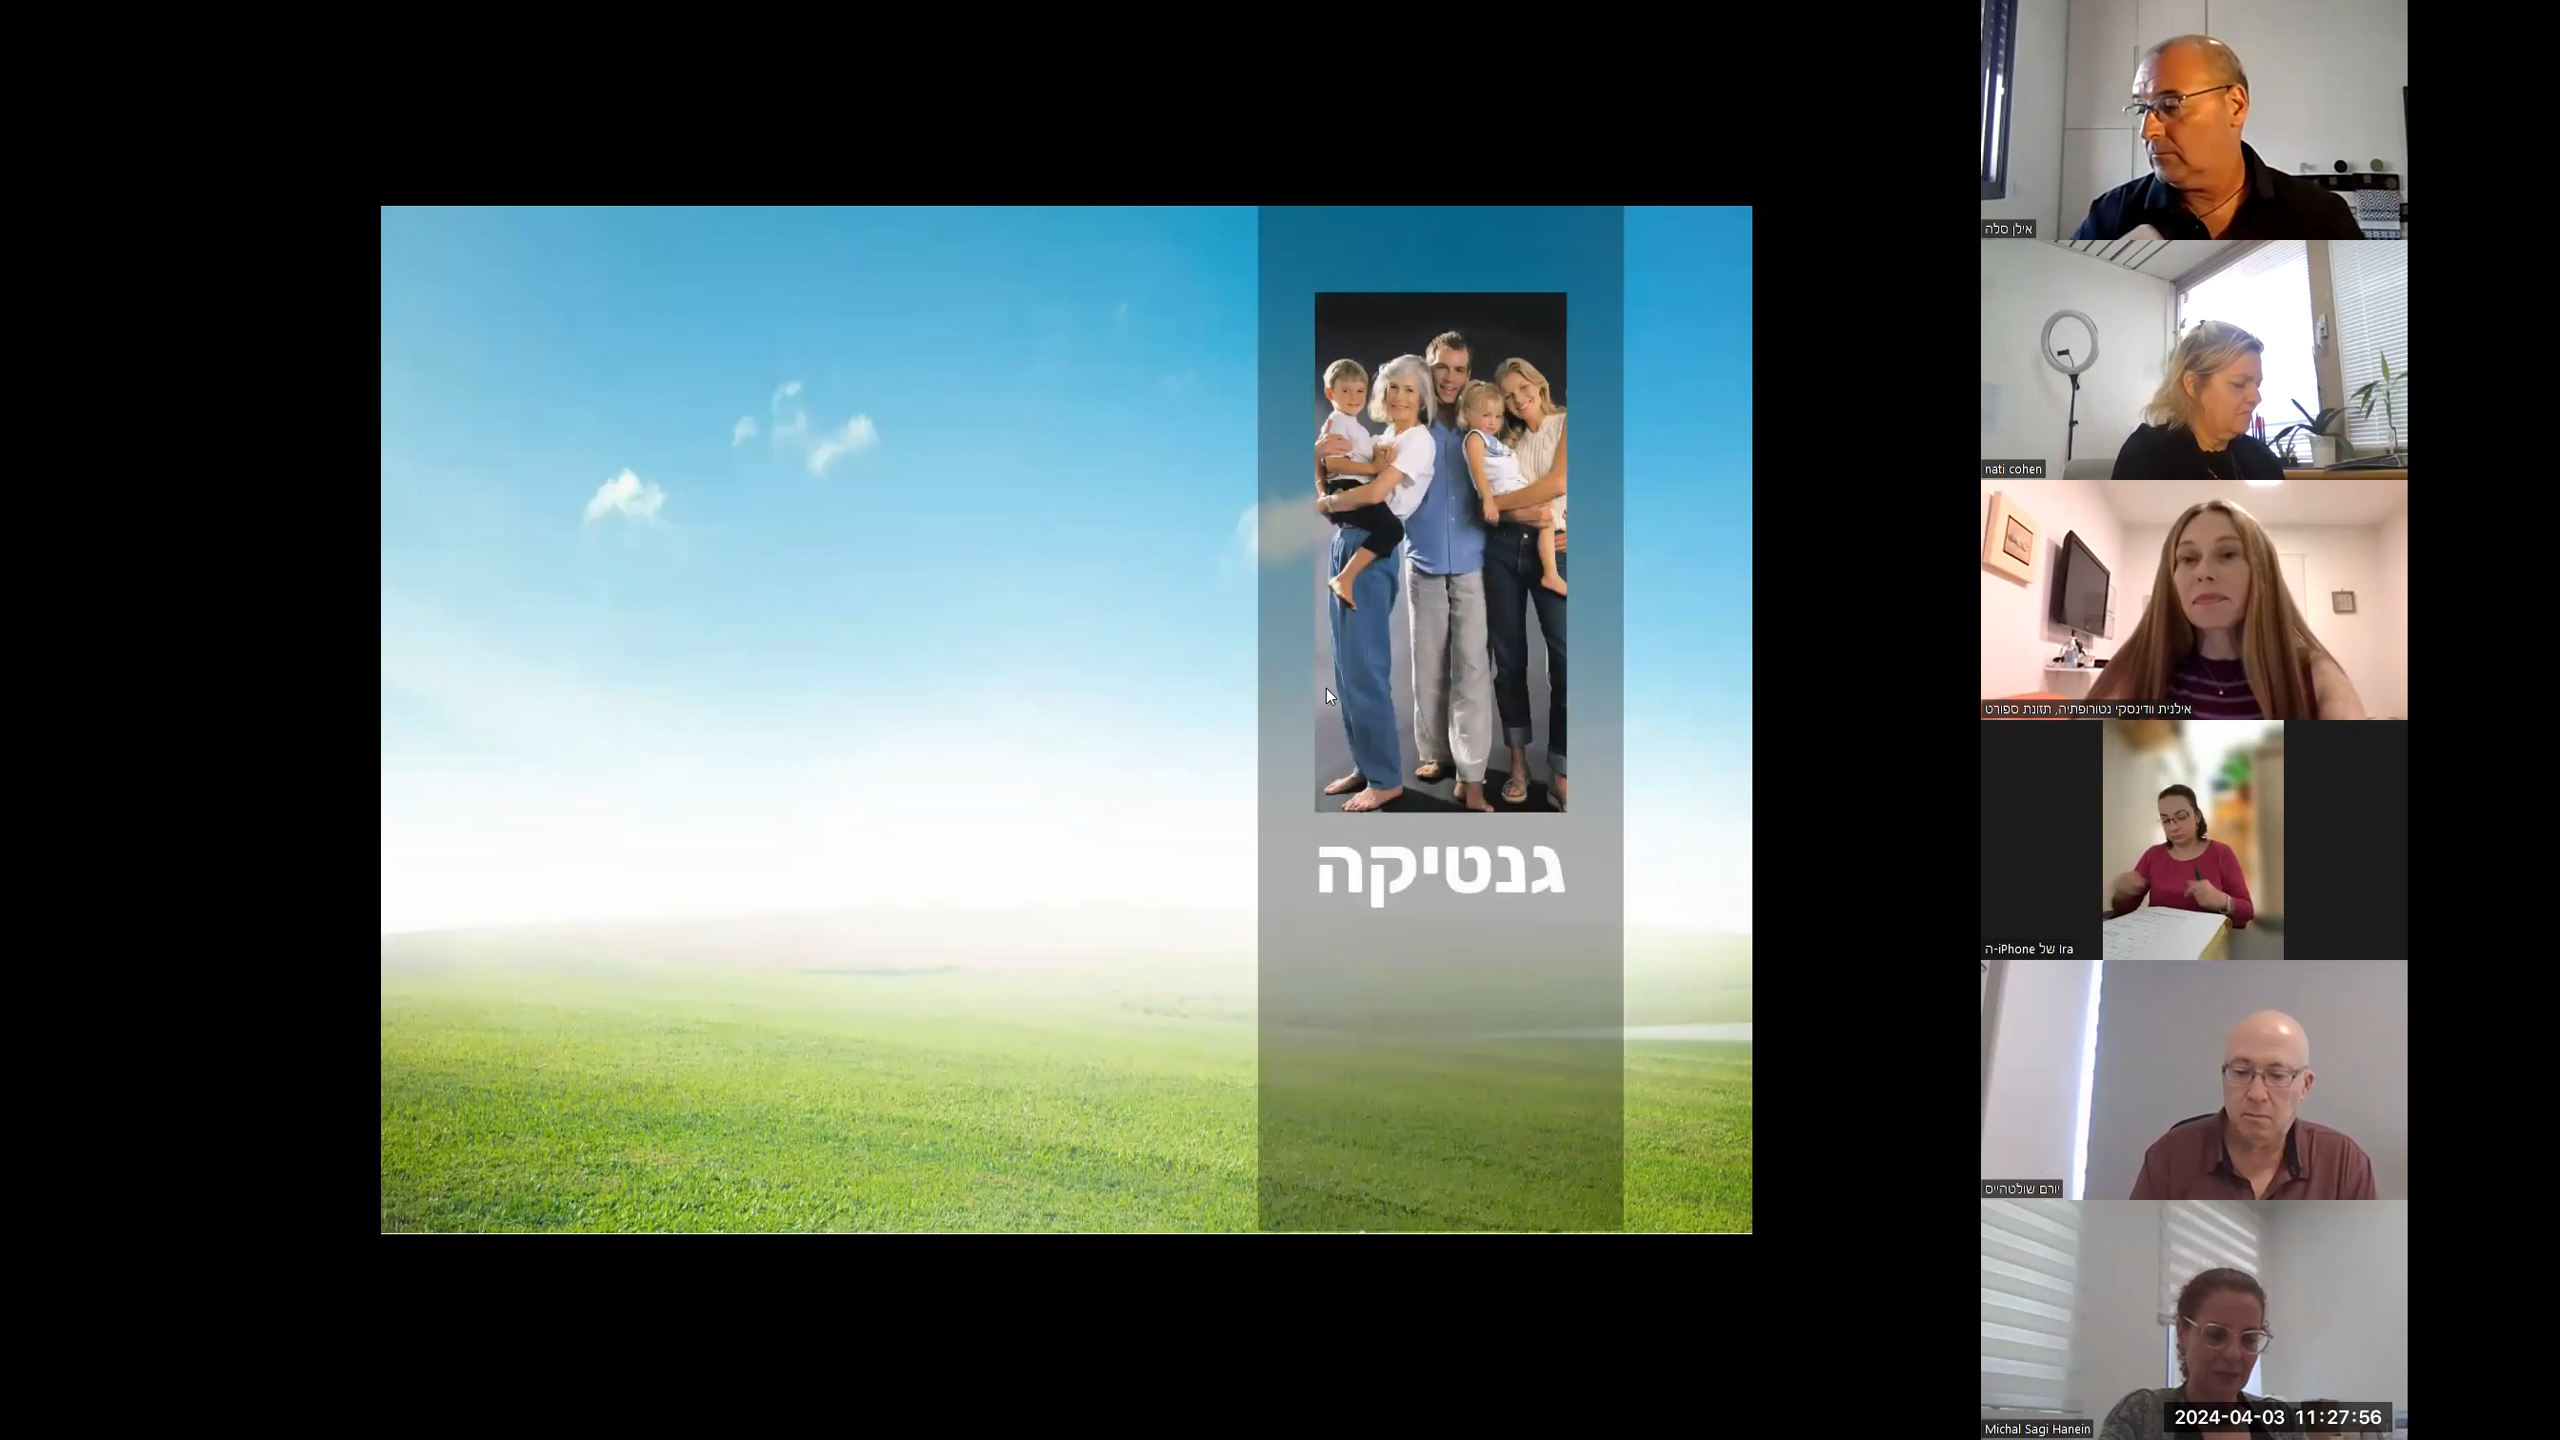 גנטיקה
אילן סלה
nati cohen
אילנית וודינסקי נטורופתיה, תזונת ספורט
ה-iPhone של Ira
יורם שולטהייס
Michal Sagi Hanein
2024-04-03 11:27:56